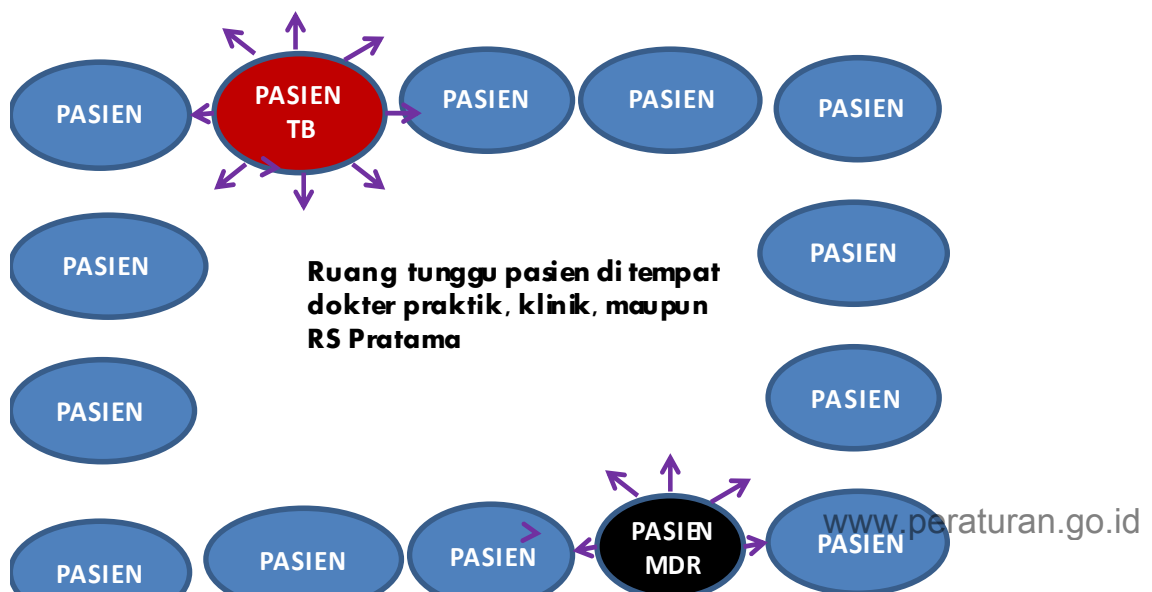 PASIEN
PASIEN
TB
PASIEN
PASIEN
PASIEN
PASIEN
PASIEN
Ruang tunggu pasien di tempat
dokter praktik, klinik, maupun
RS Pratama
PASIEN
PASIEN
PASIEN
PASIEN
PASIEN
PASIEN
MDR
PASIEN
www.peraturan.go.id